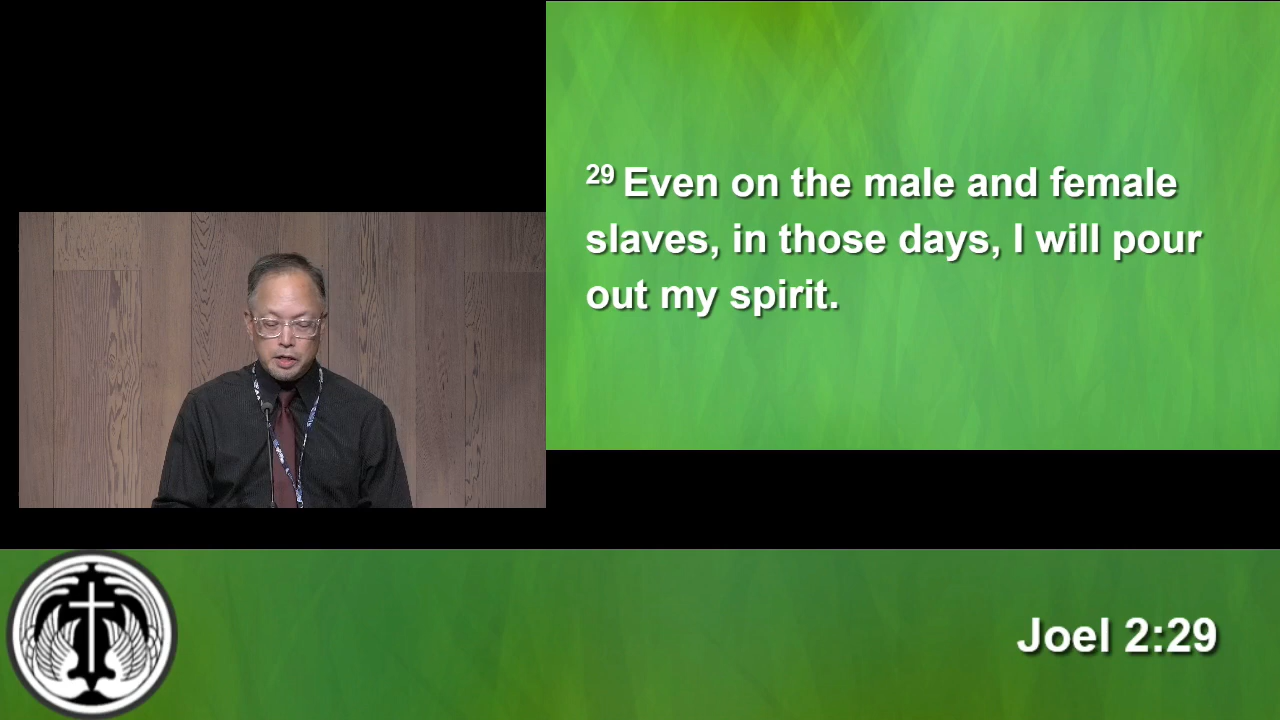 29 Even on the male and female
slaves, in those days, I will pour
out my spirit.
Joel 2:29